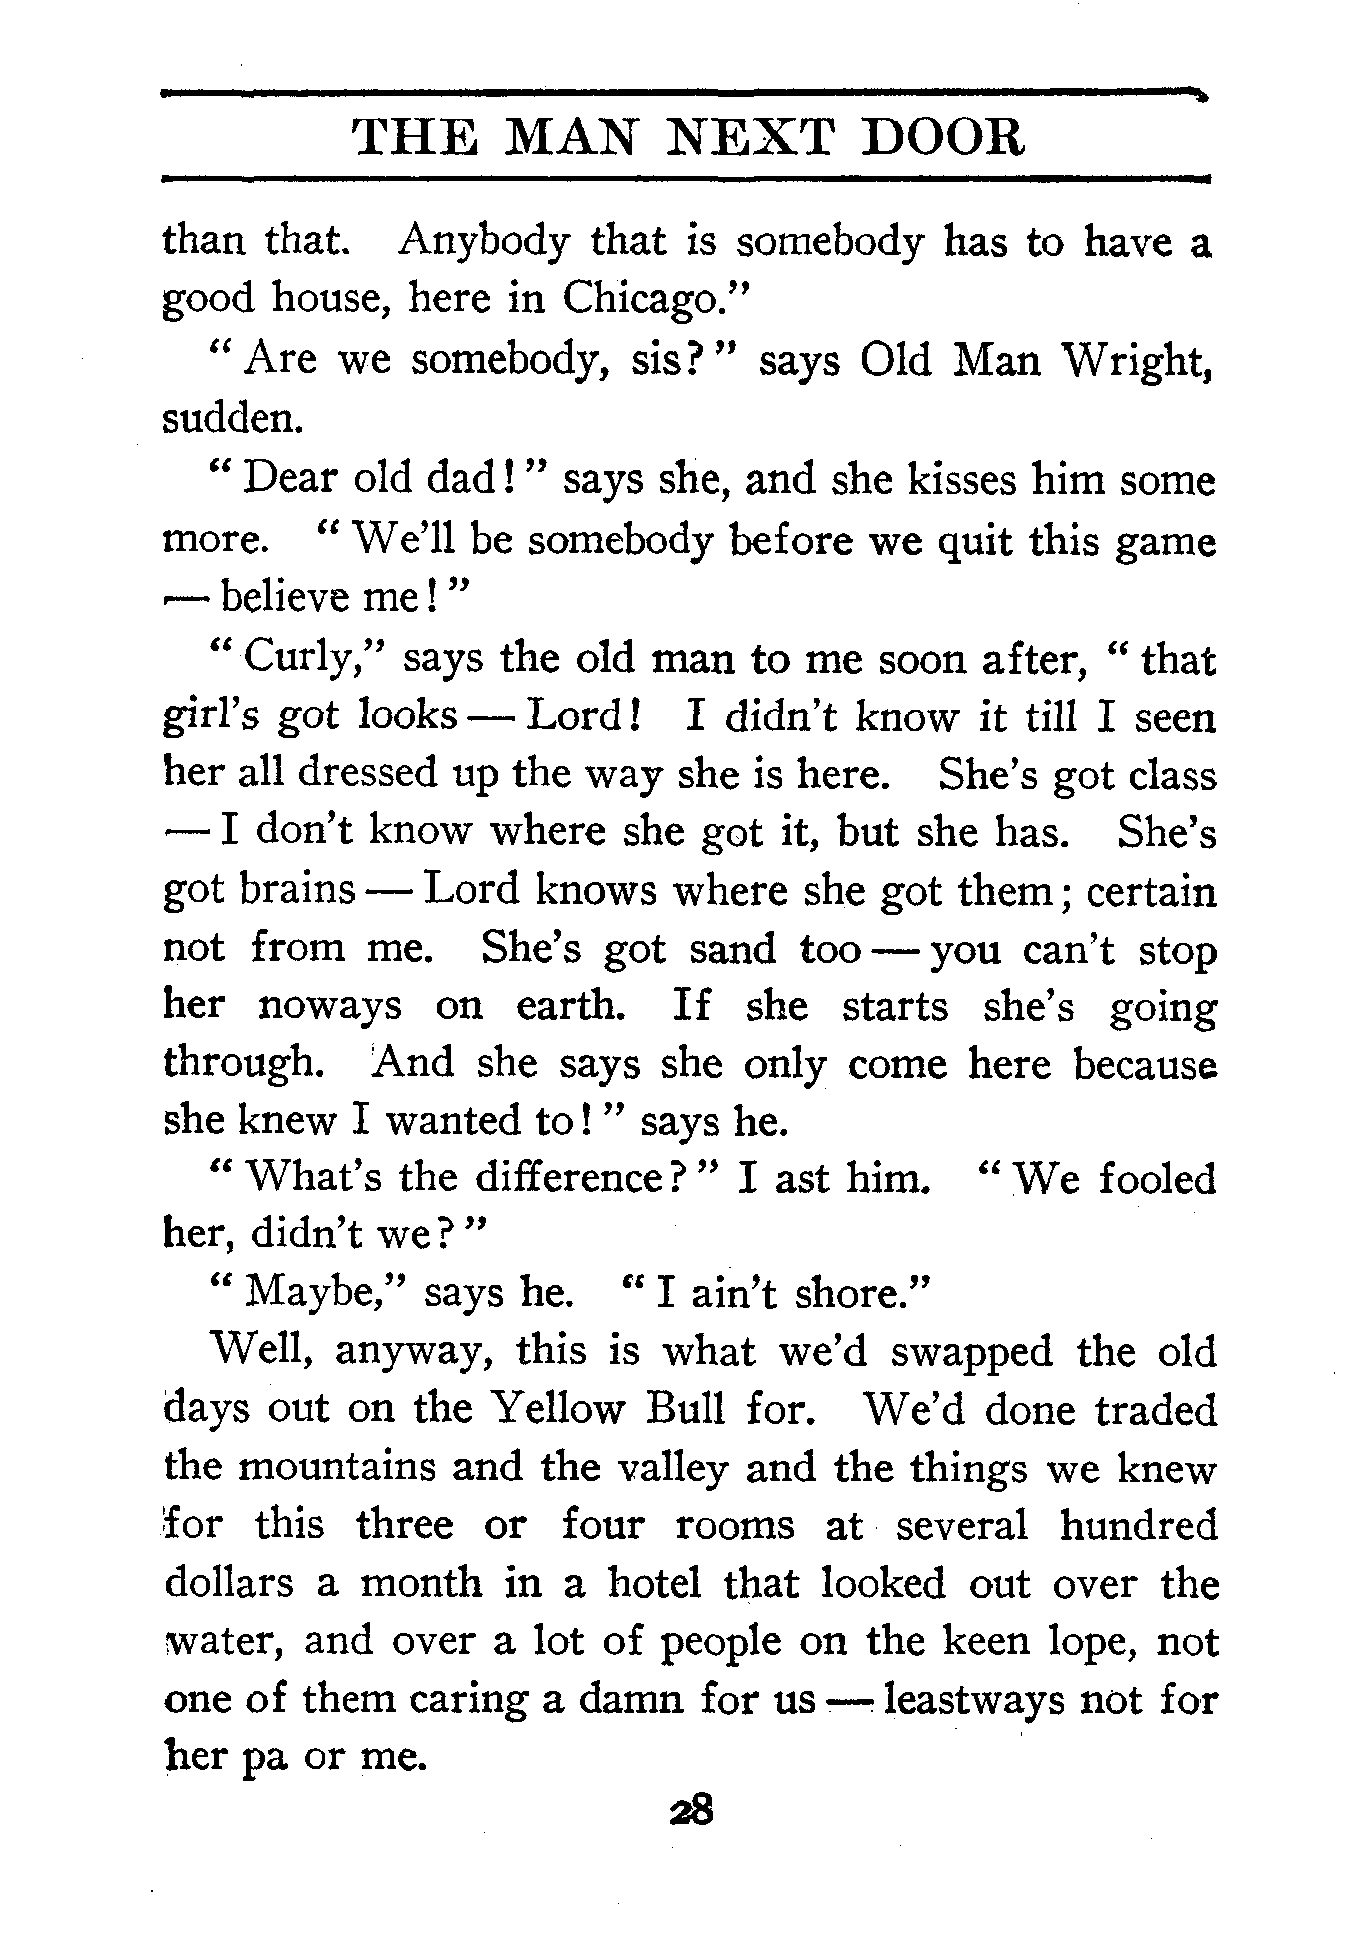 THE MAN NEXT DOOR
than that. Anybody that is somebody has to have a
good house, here in Chicago.”
“ Are we somebody, sis? ” says Old Man Wright,
sudden.
“ Dear old dad! ” says she, and she kisses him some
more. “ We’ll be somebody before we quit this game
— believe me! ”
“ Curly,” says the old man to me soon after, “ that
girl’s got looks — Lord! I didn’t know it till I seen
her all dressed up the way she is here. She’s got class
— I don’t know where she got it, but she has. She’s
got brains — Lord knows where she got them; certain
not from me. She’s got sand too — you can’t stop
her noways on earth. If she starts she’s going
through. And she says she only come here because
she knew I wanted to! ” says he.
“ What’s the difference? ” I ast him. “ We fooled
her, didn’t we? ”
“ Maybe,” says he. “ I ain’t shore.”
Well, anyway, this is what we’d swapped the old
days out on the Yellow Bull for. We’d done traded
the mountains and the valley and the things we knew
for this three or four rooms at several hundred
dollars a month in a hotel that looked out over the
water, and over a lot of people on the keen lope, not
one of them caring a damn for us — leastways not for
her pa or me.
28